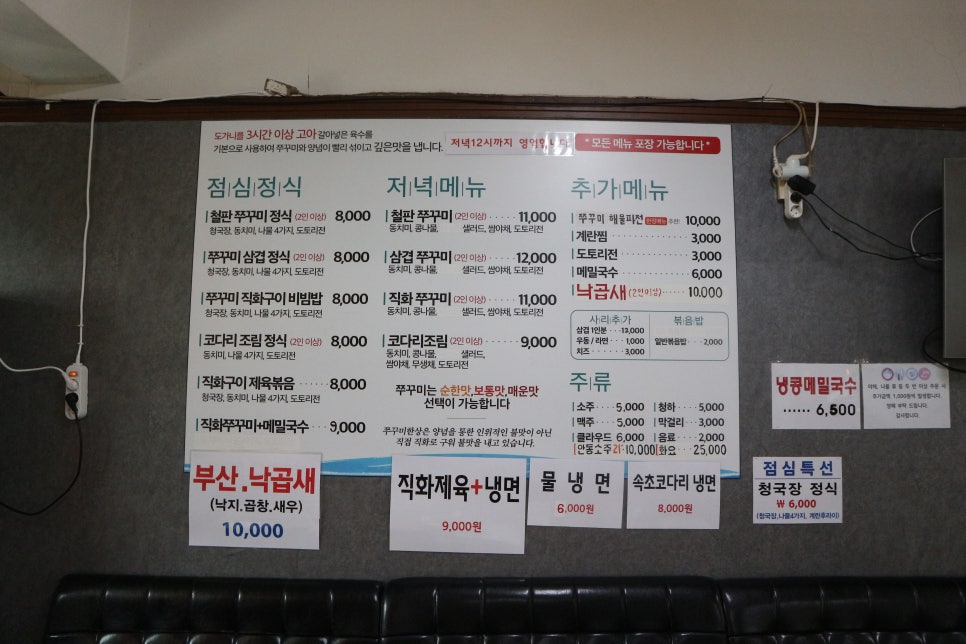 도가니를 3시간 이상 고아 갈아넣은 육수를
기본으로 사용하여 쭈꾸미와 양념이 빨리 섞이고 깊은맛을 냅니다.
저녁12시까지 영업합니다
* 모든 메뉴 포장 가능합니다 *
점심정식
철판 쭈꾸미 정식 (2인 이상) 8,000
청국장, 동치미, 나물 4가지, 도토리전
쭈꾸미 삼겹 정식 (2인 이상) 8,000
청국장, 동치미, 나물 4가지, 도토리전
쭈꾸미 직화구이 비빔밥 8,000
청국장, 동치미, 나물 4가지, 도토리전
코다리 조림 정식 (2인 이상) 8,000
동치미, 나물 4가지, 도토리전
직화구이 제육볶음 8,000
청국장, 동치미, 나물 4가지, 도토리전
직화쭈꾸미+메밀국수 9,000
저녁메뉴
철판 쭈꾸미 (2인 이상) 11,000
동치미, 콩나물, 샐러드, 쌈야채, 도토리전
삼겹 쭈꾸미 (2인 이상) 12,000
동치미, 콩나물, 샐러드, 쌈야채, 도토리전
직화 쭈꾸미 (2인 이상) 11,000
동치미, 콩나물, 샐러드, 쌈야채, 도토리전
코다리조림 (2인 이상) 9,000
동치미, 콩나물, 샐러드,
쌈야채, 무생채, 도토리전
쭈꾸미는 순한맛,보통맛,매운맛
선택이 가능합니다
쭈꾸미한상은 양념을 통한 인위적인 불맛이 아닌
직접 직화로 구워 불맛을 내고 있습니다.
추가메뉴
쭈꾸미 해물파전 10,000
계란찜 3,000
도토리전 3,000
메밀국수 6,000
낙곱새 (2인이상) 10,000
사리추가
삼겹 1인분 13,000
우동 / 라면 1,000
치즈 3,000
볶음밥
일반볶음밥 2,000
주류
소주 5,000 청하 5,000
맥주 5,000 막걸리 3,000
클라우드 6,000 음료 2,000
안동소주 21 10,000 화요 25,000
냉콩메밀국수
6,500
부산.낙곱새
(낙지.곱창.새우)
10,000
직화제육+냉면
9,000원
물냉면
6,000원
속초코다리 냉면
8,000원
점심특선
청국장 정식
₩ 6,000
(청국장,나물4가지, 계란후라이)